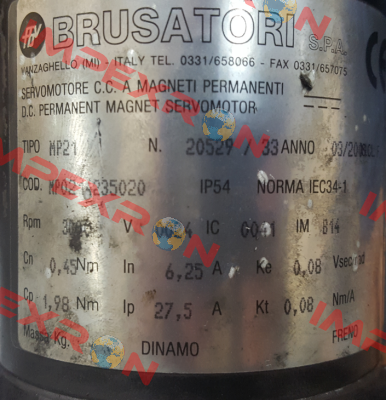 BRUSATORI S.P.A.
VANZAGHELLO (MI) - ITALY TEL. 0331/658066 - FAX 0331/657075
SERVOMOTORE C.C. A MAGNETI PERMANENTI
D.C. PERMANENT MAGNET SERVOMOTOR
TIPO MP21 N. 20529 / 33 ANNO
COD. IP54 NORMA IEC34-1
Rpm V IC 0041 IM B14
Cn 0,45 Nm In 6,25 A Ke 0,08 Vsec/rad
Cp 1,98 Nm Ip 27,5 A Kt 0,08 Nm/A
Massa Kg. DINAMO FRENO
IMPEXRON